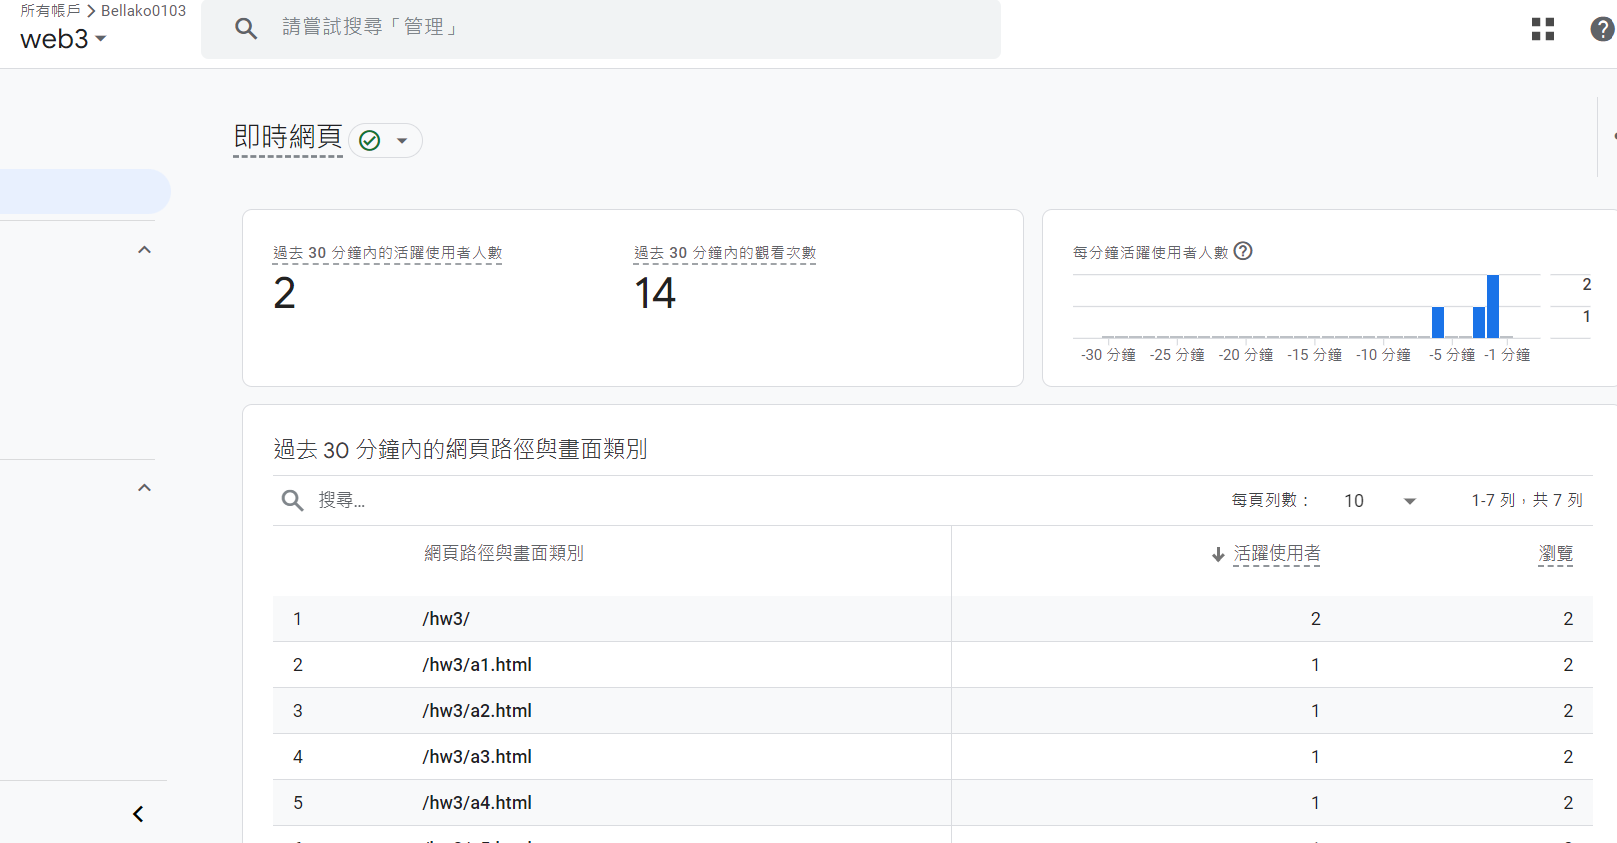 所有帳戶 > Bellako0103
web3
請嘗試搜尋「管理」
即時網頁
過去 30 分鐘內的活躍使用者人數
2
過去 30 分鐘內的觀看次數
14
每分鐘活躍使用者人數
2
1
-30 分鐘 -25 分鐘 -20 分鐘 -15 分鐘 -10 分鐘 -5 分鐘 -1 分鐘
過去 30 分鐘內的網頁路徑與畫面類別
搜尋...
每頁列數： 10 1-7 列，共 7 列
網頁路徑與畫面類別 活躍使用者 瀏覽
1 /hw3/ 2 2
2 /hw3/a1.html 1 2
3 /hw3/a2.html 1 2
4 /hw3/a3.html 1 2
5 /hw3/a4.html 1 2